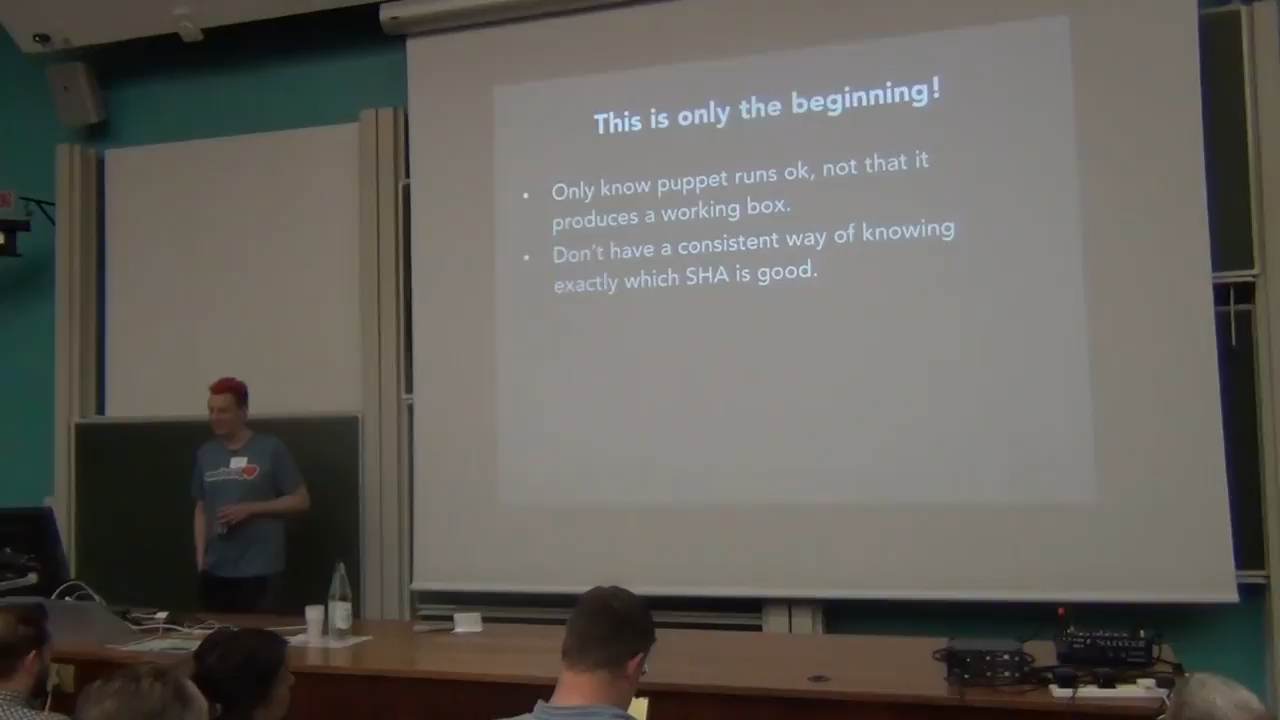 This is only the beginning!
• Only know puppet runs ok, not that it
produces a working box.
• Don't have a consistent way of knowing
exactly which SHA is good.